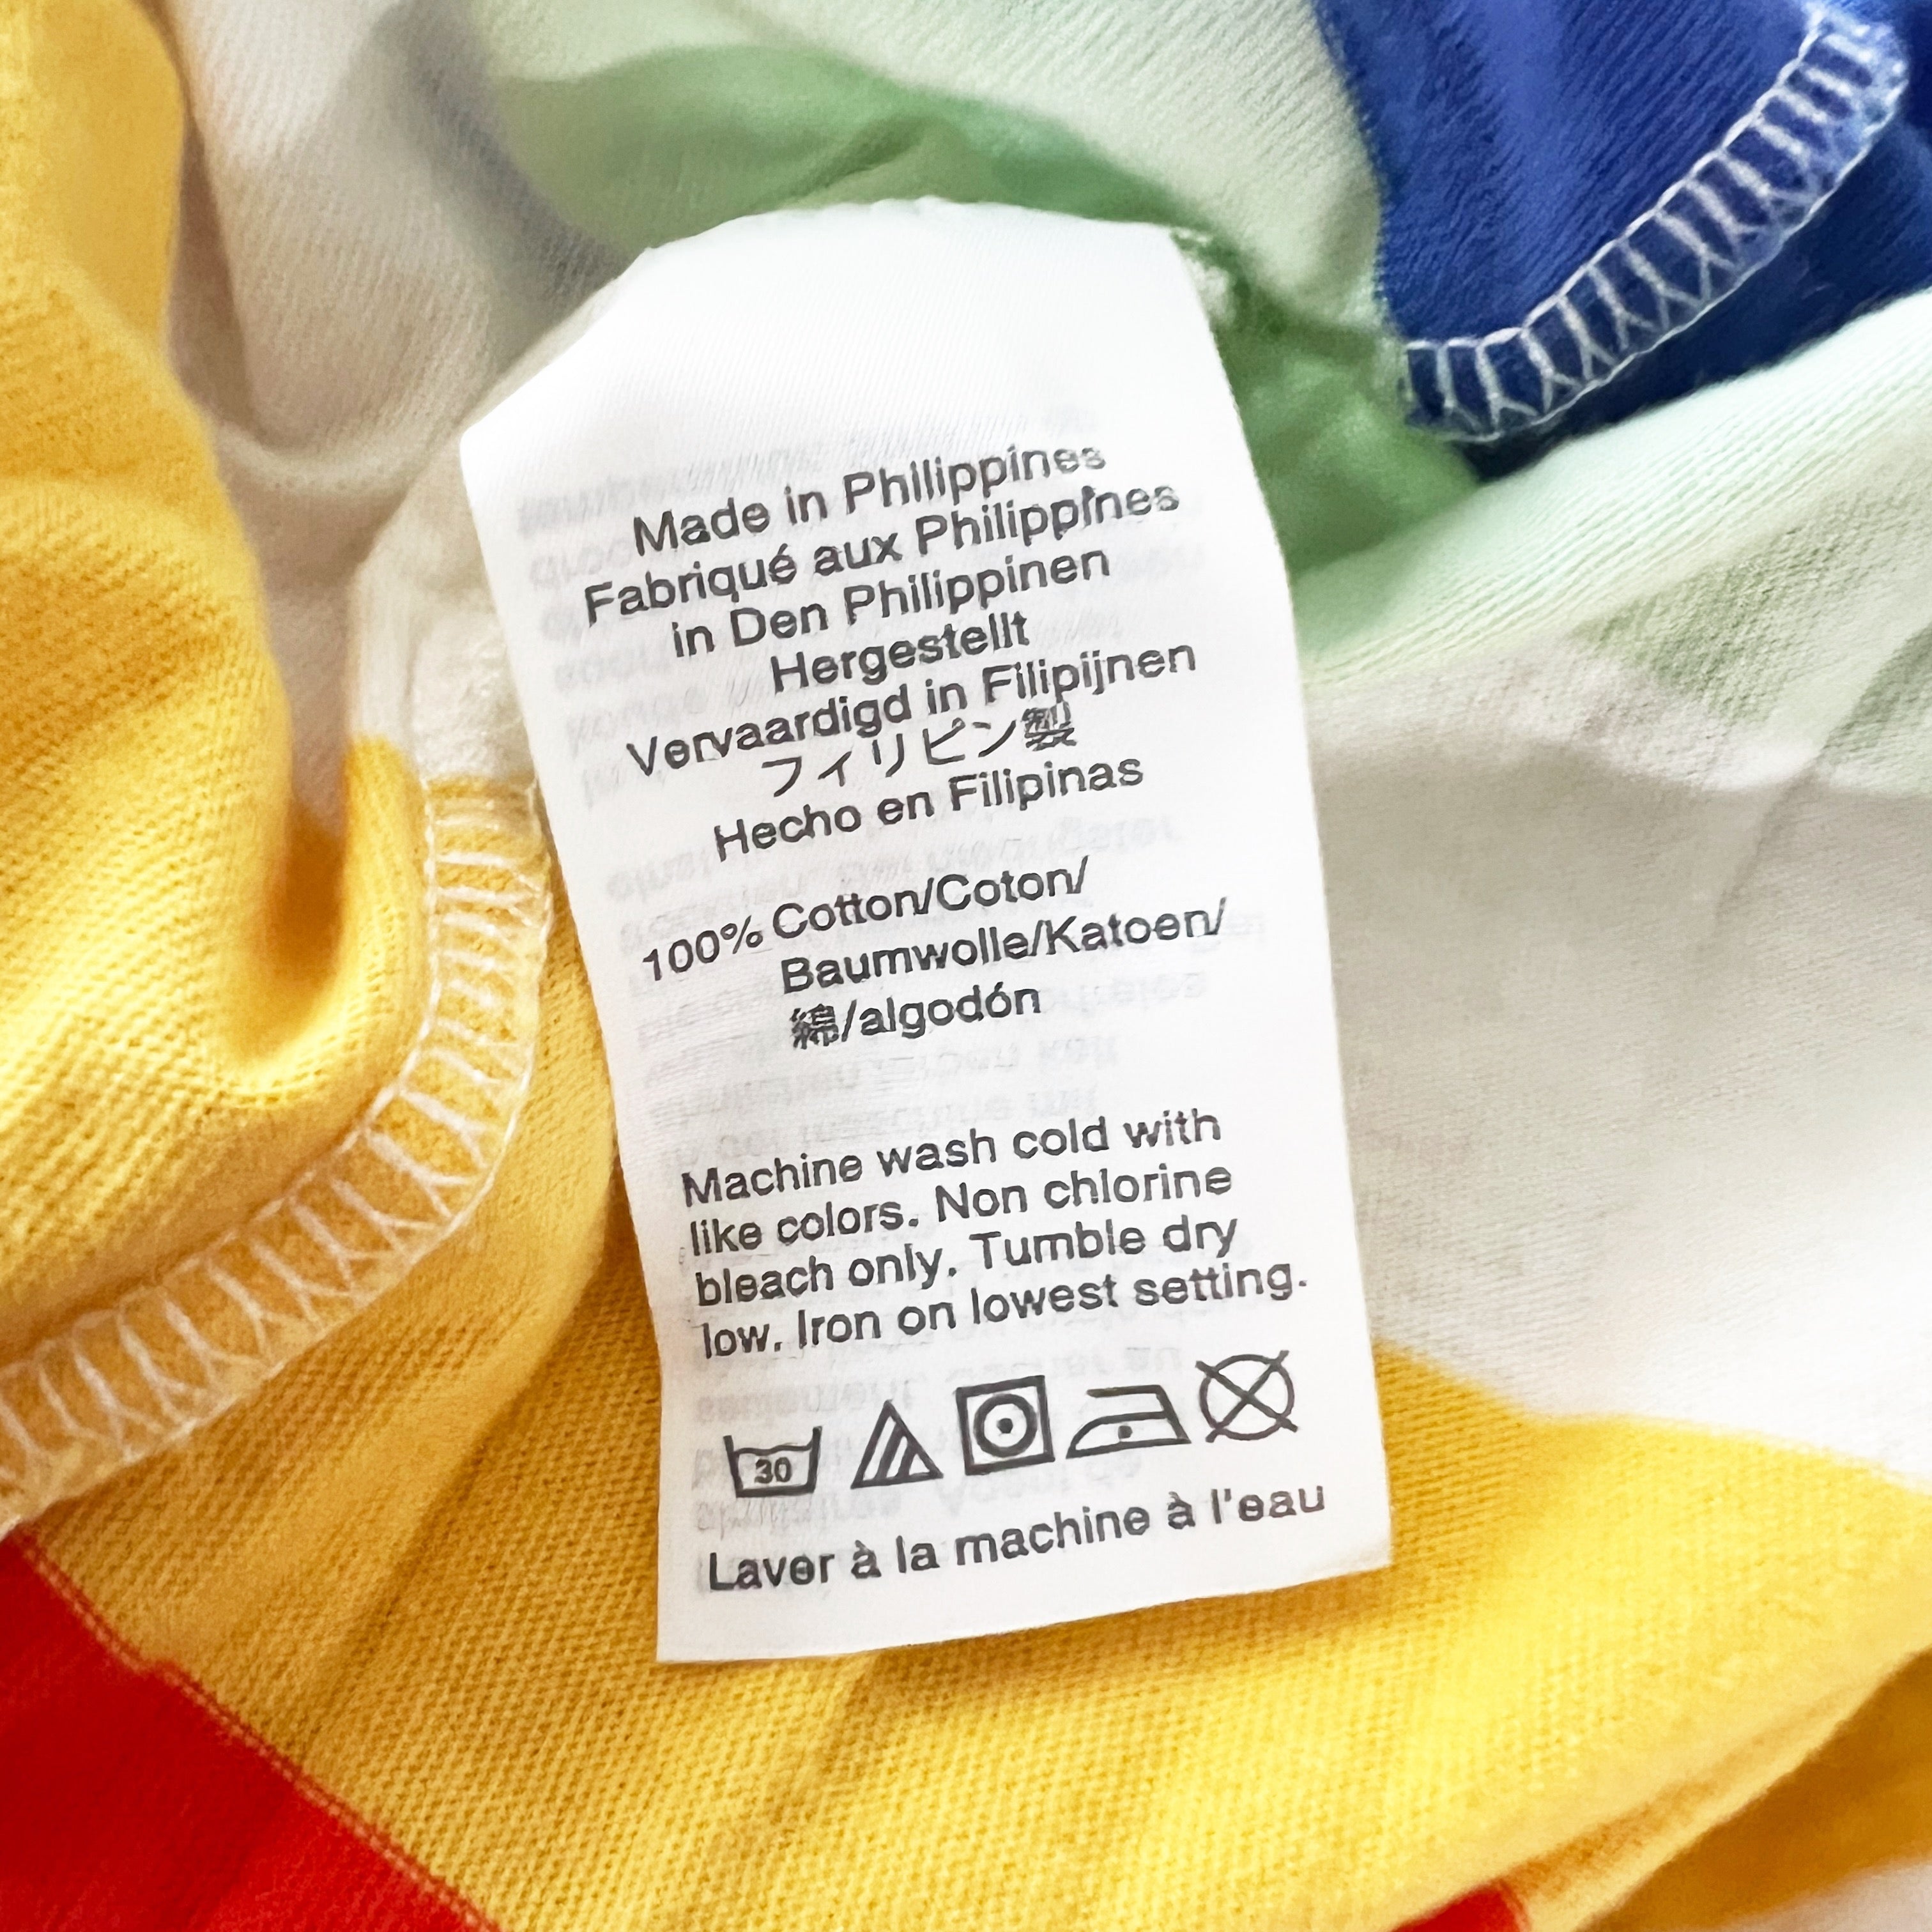 Made in Philippines
Fabriqué aux Philippines
in Den Philippinen
Hergestellt
Vervaardigd in Filipijnen
フィリピン製
Hecho en Filipinas
100% Cotton/Coton/
Baumwolle/Katoen/
綿/algodón
Machine wash cold with
like colors. Non chlorine
bleach only. Tumble dry
low. Iron on lowest setting.
30
Laver à la machine à l'eau